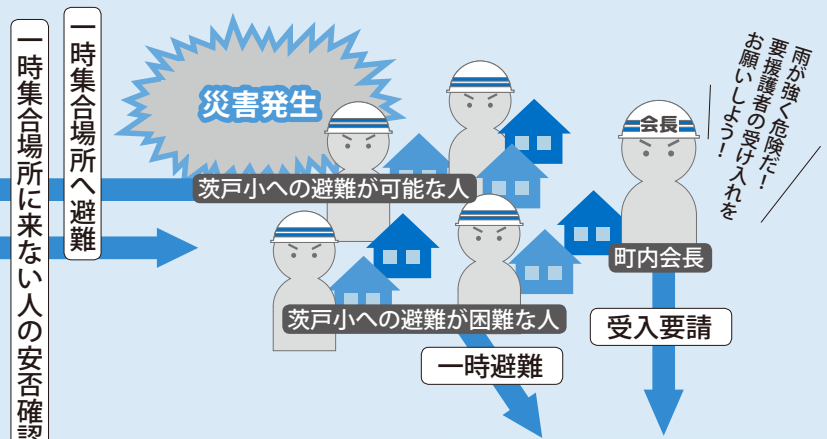 一時集合場所に来ない人の安否確認
一時集合場所へ避難
災害発生
茨戸小への避難が可能な人
茨戸小への避難が困難な人
一時避難
会長
町内会長
受入要請
雨が強く危険だ！
要援護者の受け入れを
お願いしよう！